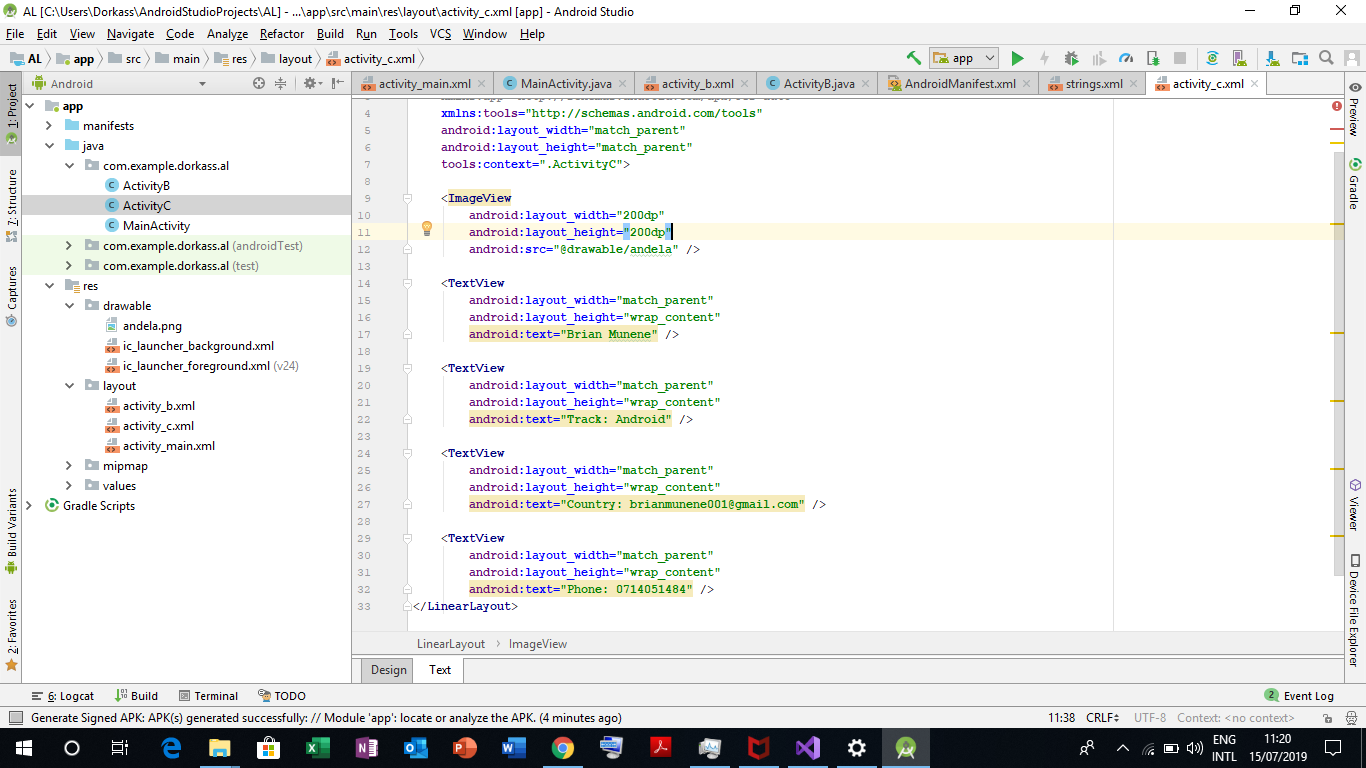 AL [C:\Users\Dorkass\AndroidStudioProjects\AL] - ...\app\src\main\res\layout\activity_c.xml [app] - Android Studio
File Edit View Navigate Code Analyze Refactor Build Run Tools VCS Window Help
AL app src main res layout activity_c.xml app
Android
activity_main.xml MainActivity.java activity_b.xml ActivityB.java AndroidManifest.xml strings.xml activity_c.xml
1: Project
7: Structure
Captures
Build Variants
2: Favorites
app
manifests
java
com.example.dorkass.al
ActivityB
ActivityC
MainActivity
com.example.dorkass.al (androidTest)
com.example.dorkass.al (test)
res
drawable
andela.png
ic_launcher_background.xml
ic_launcher_foreground.xml (v24)
layout
activity_b.xml
activity_c.xml
activity_main.xml
mipmap
values
Gradle Scripts
4 xmlns:tools="http://schemas.android.com/tools"
5 android:layout_width="match_parent"
6 android:layout_height="match_parent"
7 tools:context=".ActivityC">
8
9 <ImageView
10 android:layout_width="200dp"
11 android:layout_height="200dp"
12 android:src="@drawable/andela" />
13
14 <TextView
15 android:layout_width="match_parent"
16 android:layout_height="wrap_content"
17 android:text="Brian Munene" />
18
19 <TextView
20 android:layout_width="match_parent"
21 android:layout_height="wrap_content"
22 android:text="Track: Android" />
23
24 <TextView
25 android:layout_width="match_parent"
26 android:layout_height="wrap_content"
27 android:text="Country: brianmunene001@gmail.com" />
28
29 <TextView
30 android:layout_width="match_parent"
31 android:layout_height="wrap_content"
32 android:text="Phone: 0714051484" />
33 </LinearLayout>
LinearLayout ImageView
Design Text
Preview
Gradle
Viewer
Device File Explorer
6: Logcat Build Terminal TODO 2 Event Log
Generate Signed APK: APK(s) generated successfully: // Module 'app': locate or analyze the APK. (4 minutes ago) 11:38 CRLF UTF-8 Context: <no context>
ENG
INTL
11:20
15/07/2019